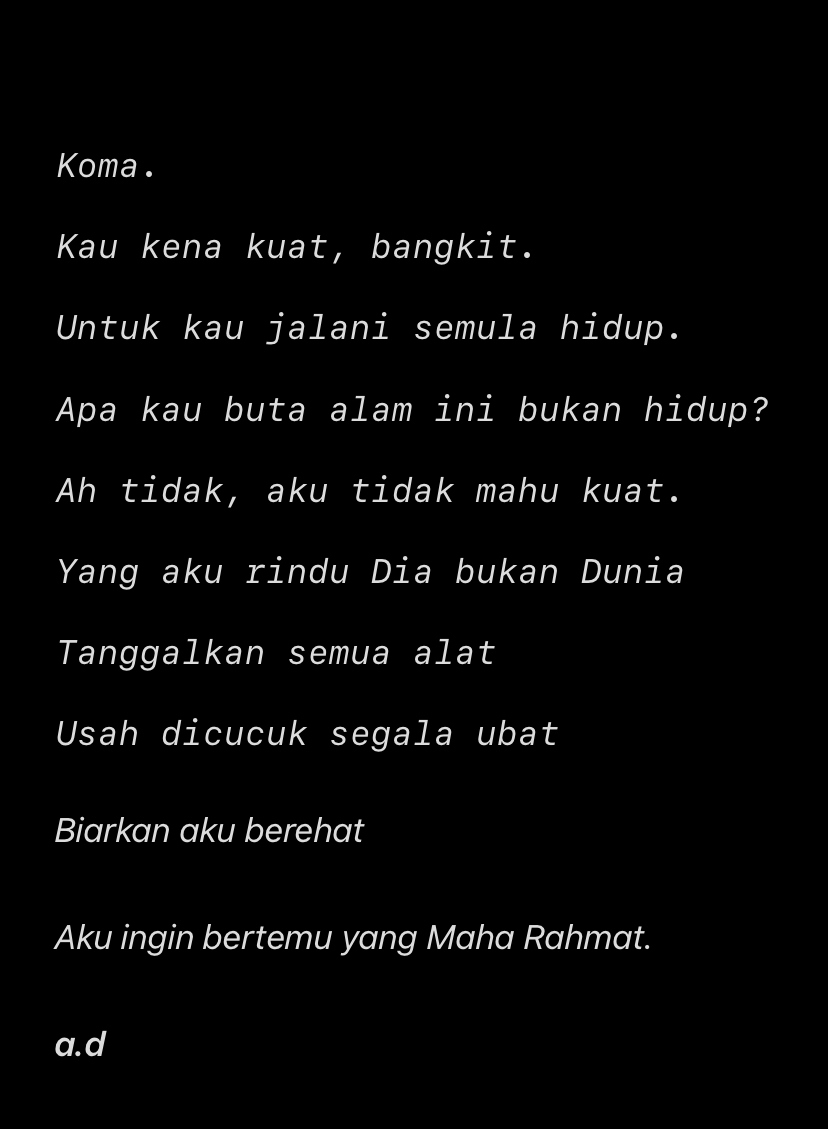 Koma.
Kau kena kuat, bangkit.
Untuk kau jalani semula hidup.
Apa kau buta alam ini bukan hidup?
Ah tidak, aku tidak mahu kuat.
Yang aku rindu Dia bukan Dunia
Tanggalkan semua alat
Usah dicucuk segala ubat
Biarkan aku berehat
Aku ingin bertemu yang Maha Rahmat.
a.d